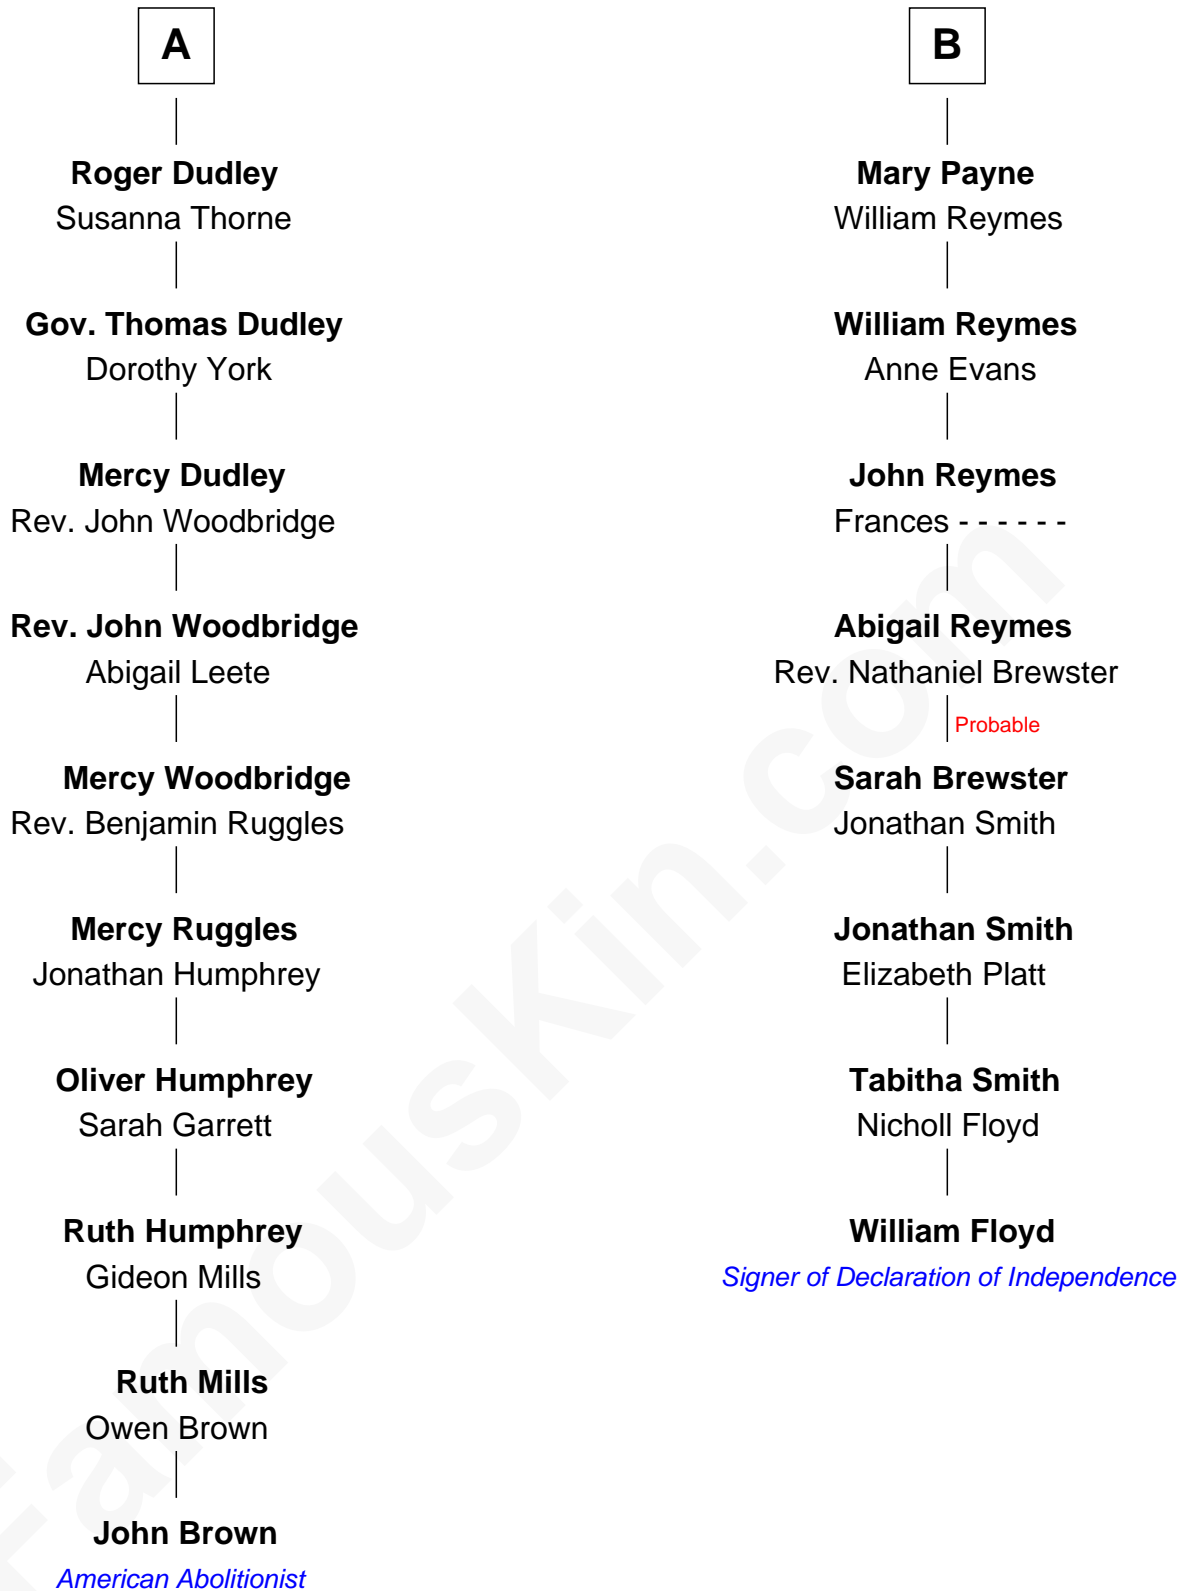 A
Roger Dudley
Susanna Thorne
Gov. Thomas Dudley
Dorothy York
Mercy Dudley
Rev. John Woodbridge
Rev. John Woodbridge
Abigail Leete
Mercy Woodbridge
Rev. Benjamin Ruggles
Mercy Ruggles
Jonathan Humphrey
Oliver Humphrey
Sarah Garrett
Ruth Humphrey
Gideon Mills
Ruth Mills
Owen Brown
John Brown
American Abolitionist
B
Mary Payne
William Reymes
William Reymes
Anne Evans
John Reymes
Frances - - - - - -
Abigail Reymes
Rev. Nathaniel Brewster
Probable
Sarah Brewster
Jonathan Smith
Jonathan Smith
Elizabeth Platt
Tabitha Smith
Nicholl Floyd
William Floyd
Signer of Declaration of Independence
FamousKin.com